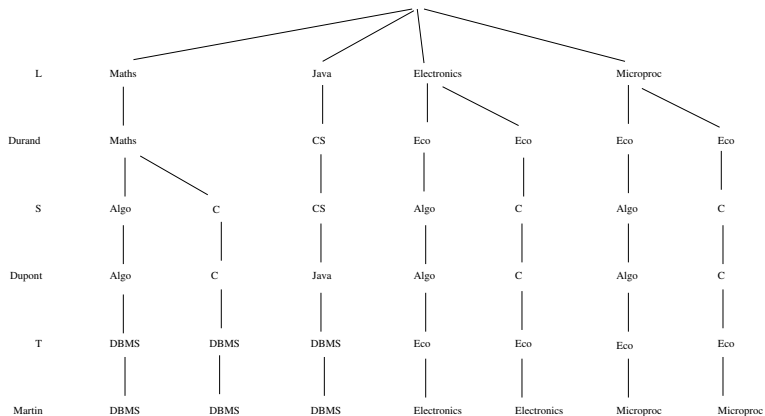 L Maths Java Electronics Microproc
Durand Maths CS Eco Eco Eco Eco
S Algo C CS Algo C Algo C
Dupont Algo C Java Algo C Algo C
T DBMS DBMS DBMS Eco Eco Eco Eco
Martin DBMS DBMS DBMS Electronics Electronics Microproc Microproc